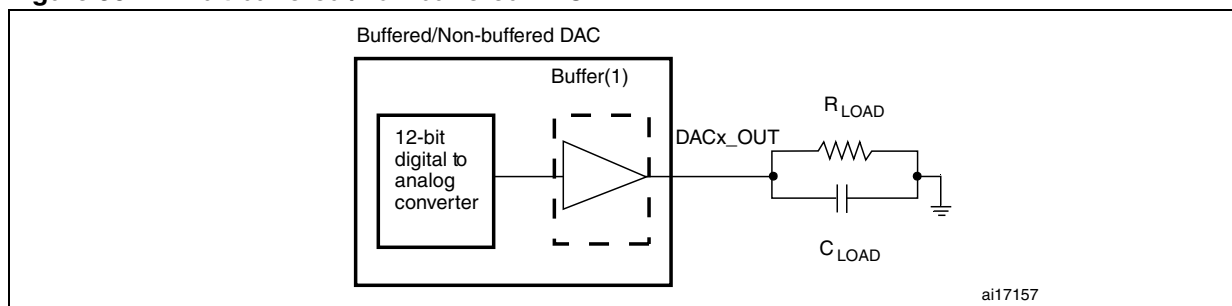 Buffered/Non-buffered DAC
Buffer(1)
12-bit
digital to
analog
converter
DACx_OUT
R LOAD
C LOAD
ai17157